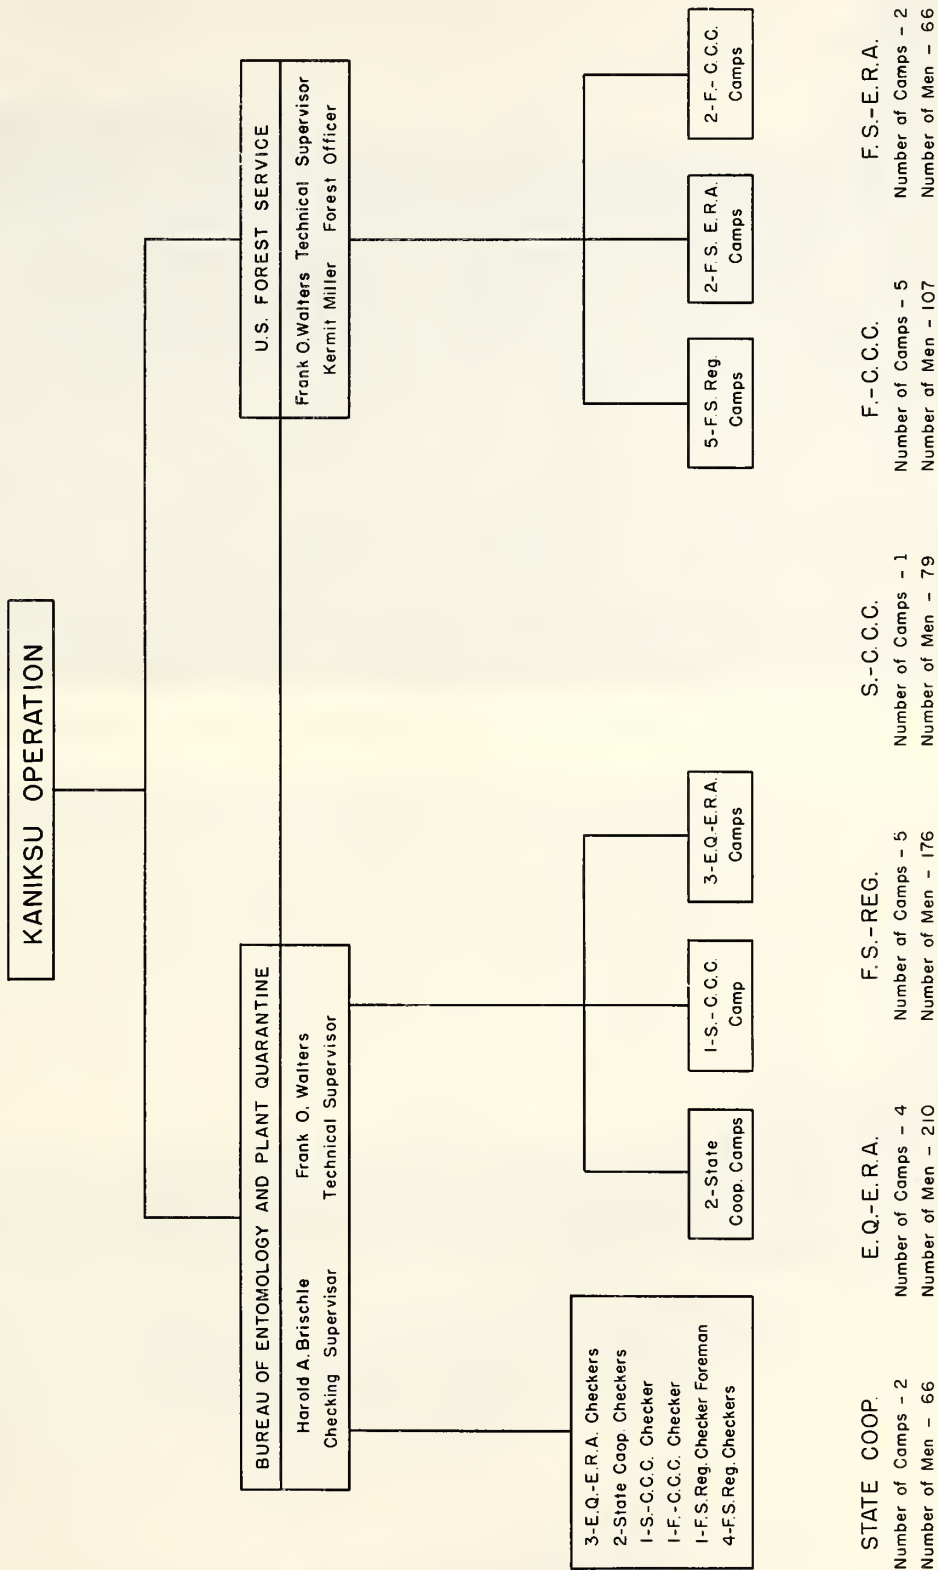 KANIKSU OPERATION
BUREAU OF ENTOMOLOGY AND PLANT QUARANTINE
Harold A. Brischle
Checking Supervisor
Frank O. Walters
Technical Supervisor
U.S. FOREST SERVICE
Frank O. Walters Technical Supervisor
Kermit Miller Forest Officer
3-E.Q.-E.R.A. Checkers
2-State Coop. Checkers
1-S.-C.C.C. Checker
1-F.-C.C.C. Checker
1-F.S. Reg. Checker Foreman
4-F.S. Reg. Checkers
2-State
Coop. Camps
1-S.-C.C.C.
Camp
3-E.Q.-E.R.A.
Camps
5-F.S. Reg.
Camps
2-F.S. E.R.A.
Camps
2-F.-C.C.C.
Camps
STATE COOP.
Number of Camps - 2
Number of Men - 66
E.Q.-E.R.A.
Number of Camps - 4
Number of Men - 210
F.S.-REG.
Number of Camps - 5
Number of Men - 176
S.-C.C.C.
Number of Camps - 1
Number of Men - 79
F.-C.C.C.
Number of Camps - 5
Number of Men - 107
F.S.-E.R.A.
Number of Camps - 2
Number of Men - 66